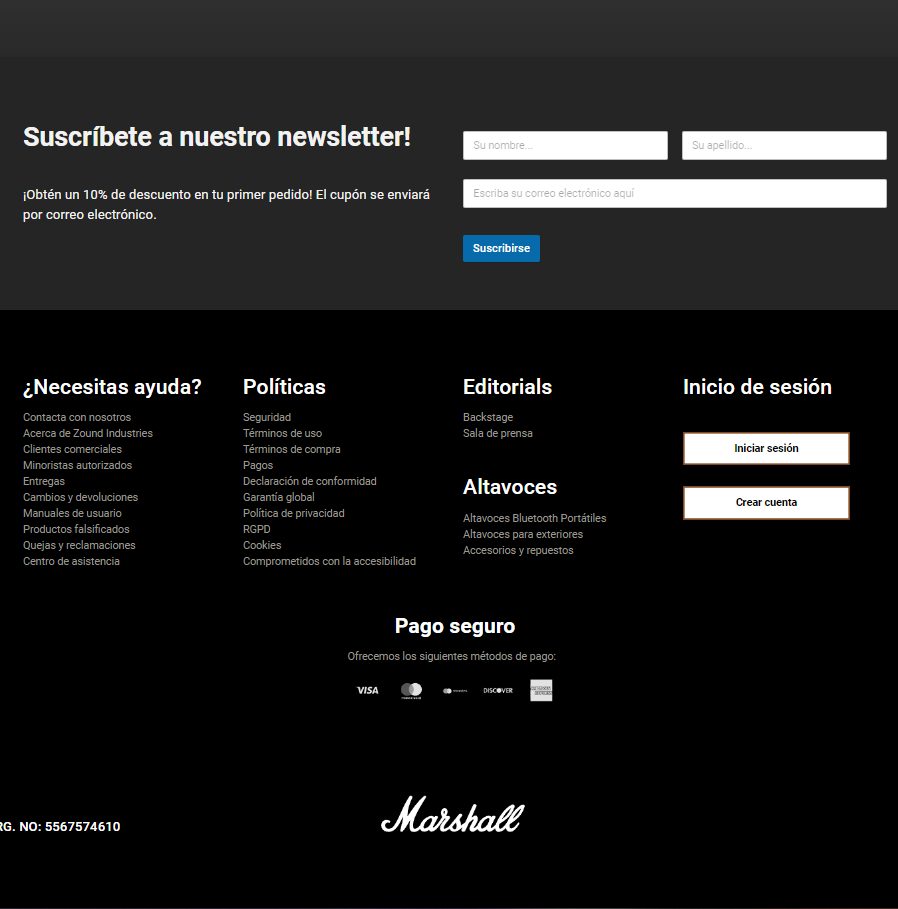 Suscríbete a nuestro newsletter!
¡Obtén un 10% de descuento en tu primer pedido! El cupón se enviará
por correo electrónico.
Su nombre...
Su apellido...
Escriba su correo electrónico aquí
Suscribirse
¿Necesitas ayuda?
Contacta con nosotros
Acerca de Zound Industries
Clientes comerciales
Minoristas autorizados
Entregas
Cambios y devoluciones
Manuales de usuario
Productos falsificados
Quejas y reclamaciones
Centro de asistencia
Políticas
Seguridad
Términos de uso
Términos de compra
Pagos
Declaración de conformidad
Garantía global
Política de privacidad
RGPD
Cookies
Comprometidos con la accesibilidad
Editorials
Backstage
Sala de prensa
Altavoces
Altavoces Bluetooth Portátiles
Altavoces para exteriores
Accesorios y repuestos
Inicio de sesión
Iniciar sesión
Crear cuenta
Pago seguro
Ofrecemos los siguientes métodos de pago:
VISA
DISCOVER
RG. NO: 5567574610
Marshall